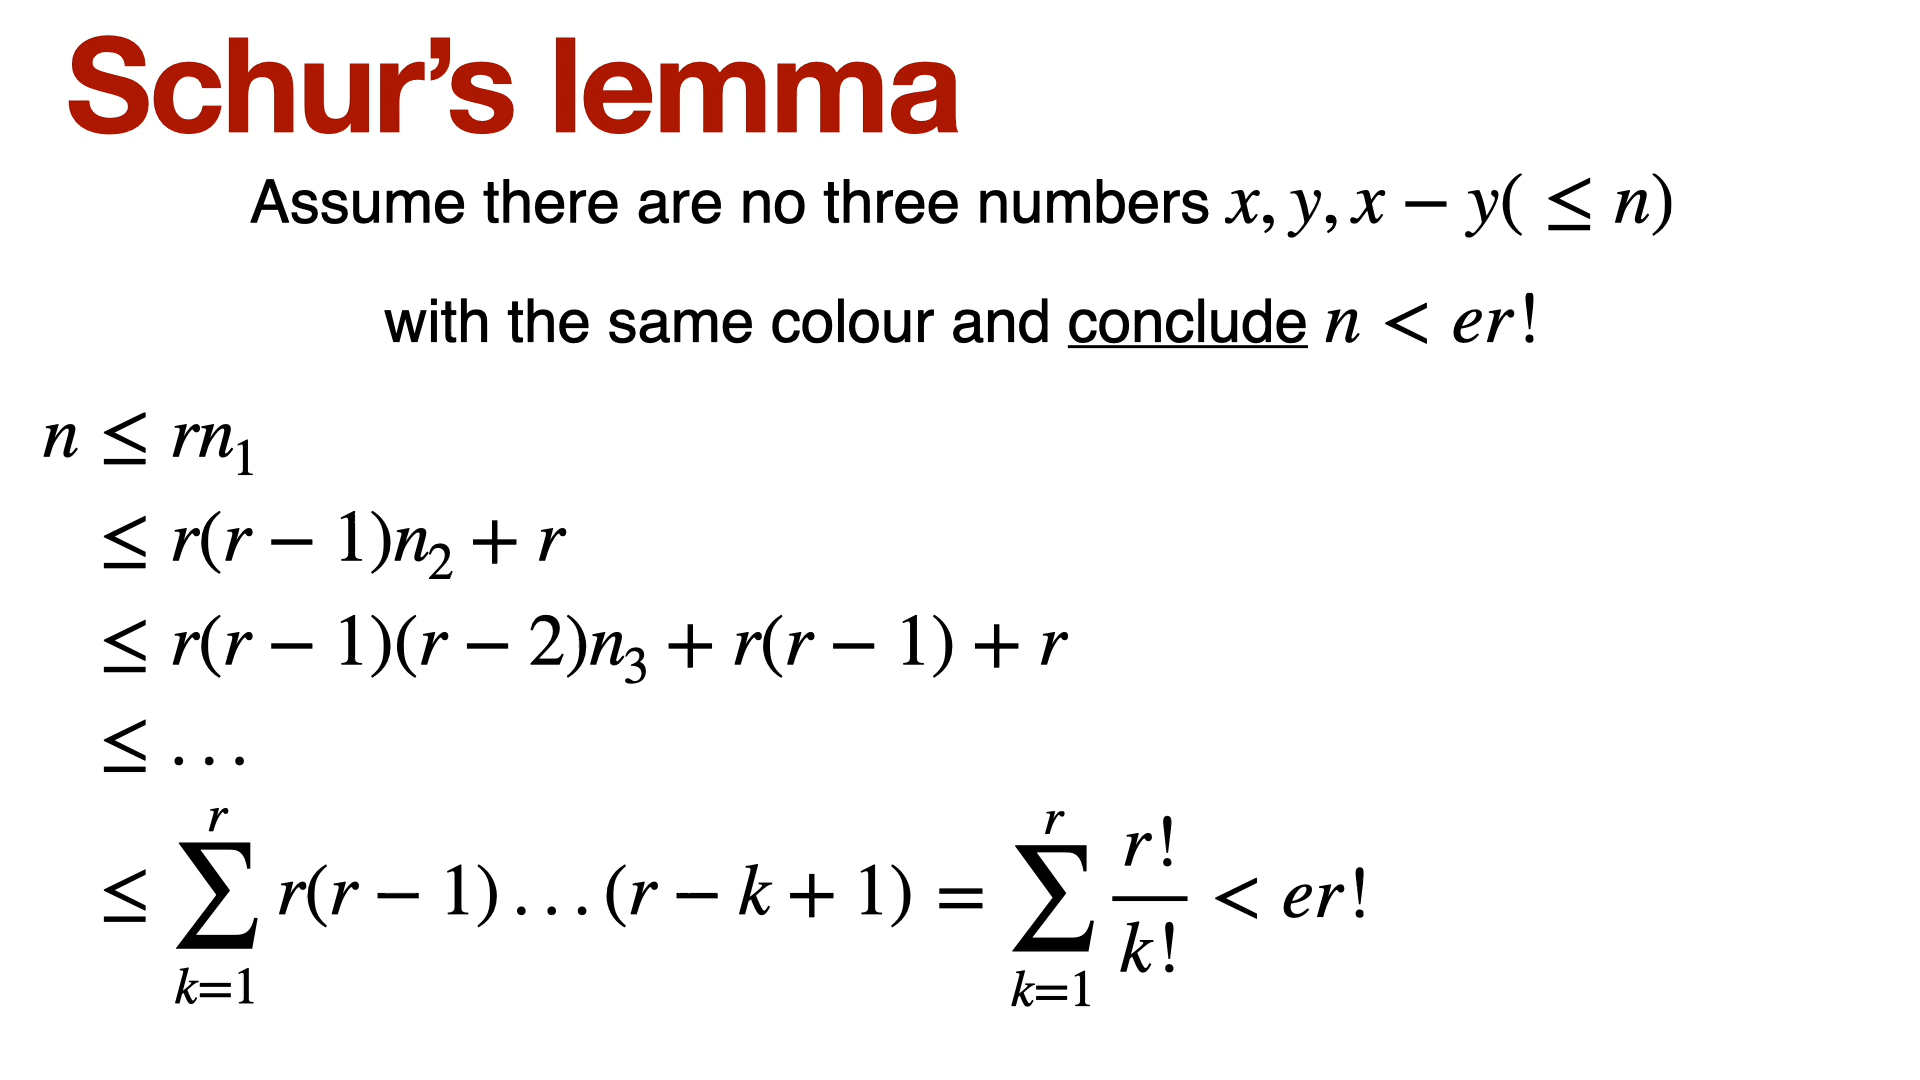 Schur’s lemma
Assume there are no three numbers x, y, x − y( ≤ n)
with the same colour and conclude n < er!
n ≤ rn₁
≤ r(r − 1)n₂ + r
≤ r(r − 1)(r − 2)n₃ + r(r − 1) + r
≤ …
≤ ∑_{k=1}^{r} r(r − 1)…(r − k + 1) = ∑_{k=1}^{r} \frac{r!}{k!} < er!